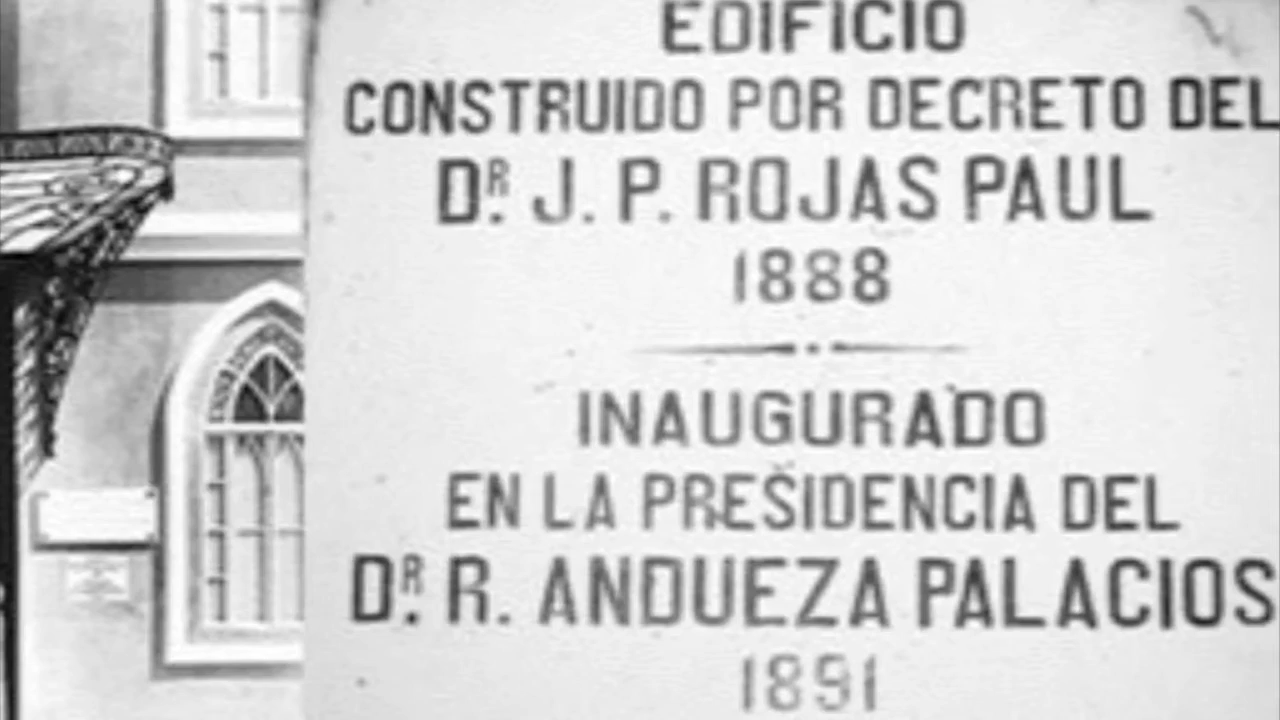 EDIFICIO
CONSTRUIDO POR DECRETO DEL
DR. J. P. ROJAS PAUL
1888
INAUGURADO
EN LA PRESIDENCIA DEL
DR. R. ANDUEZA PALACIOS
1891